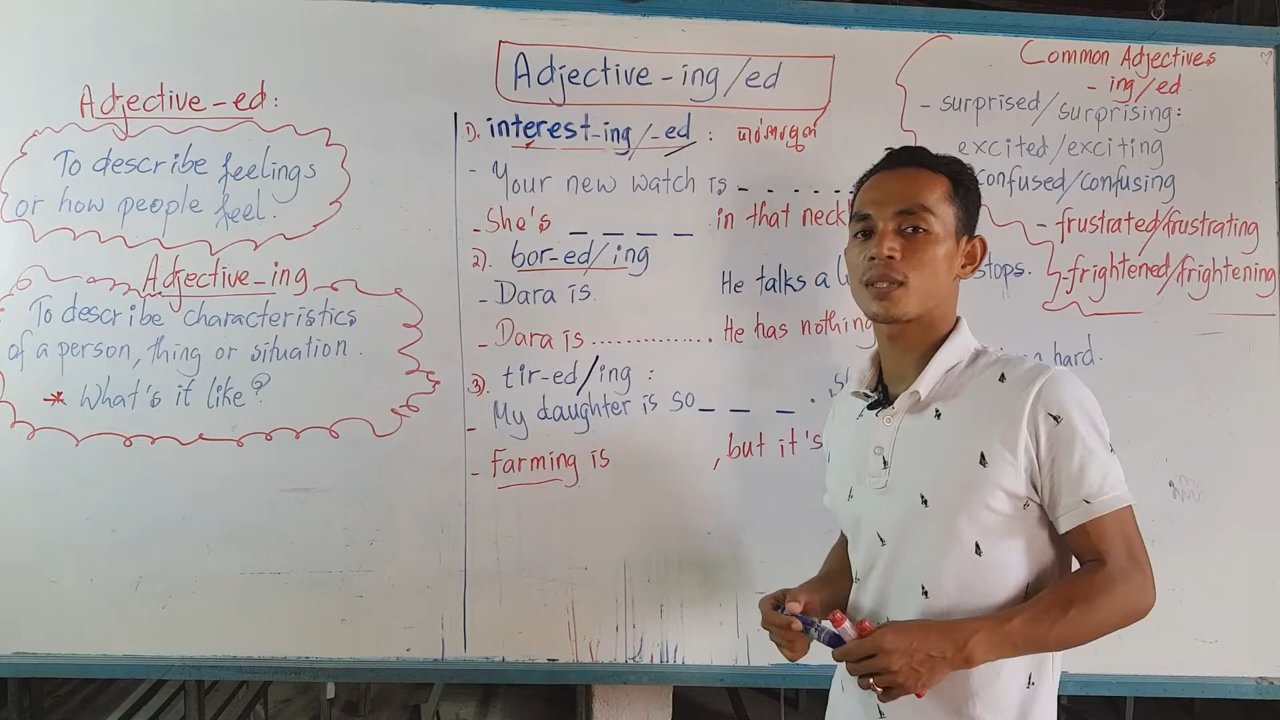 Adjective-ed:
To describe feelings
or how people feel.
Adjective-ing
To describe characteristics
of a person, thing or situation.
* What's it like?
Adjective-ing/ed
1). interest-ing/-ed :
- Your new watch is - - - - -
- She's _ _ _ _ in that neck
2). bor-ed/ing
- Dara is. He talks a stops.
- Dara is............... He has nothing
3). tir-ed/ing :
- My daughter is so _ _ _ . hard.
- Farming is , but it's
Common Adjectives
- ing/ed
- surprised/surprising:
excited/exciting
confused/confusing
- frustrated/frustrating
- frightened/frightening